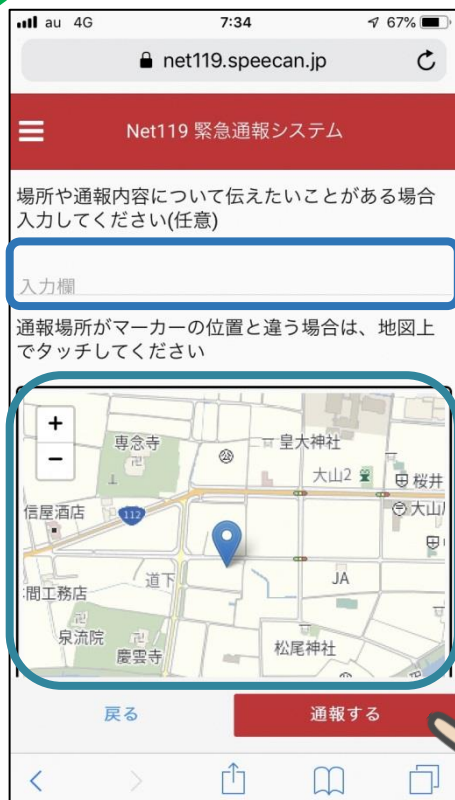 au 4G 7:34 67%
net119.speecan.jp
Net119 緊急通報システム
場所や通報内容について伝えたいことがある場合
入力してください(任意)
入力欄
通報場所がマーカーの位置と違う場合は、地図上
でタッチしてください
+
−
専念寺
皇大神社
大山2
桜井
信屋酒店
112
大山
道下
JA
間工務店
泉流院
慶雲寺
松尾神社
戻る
通報する